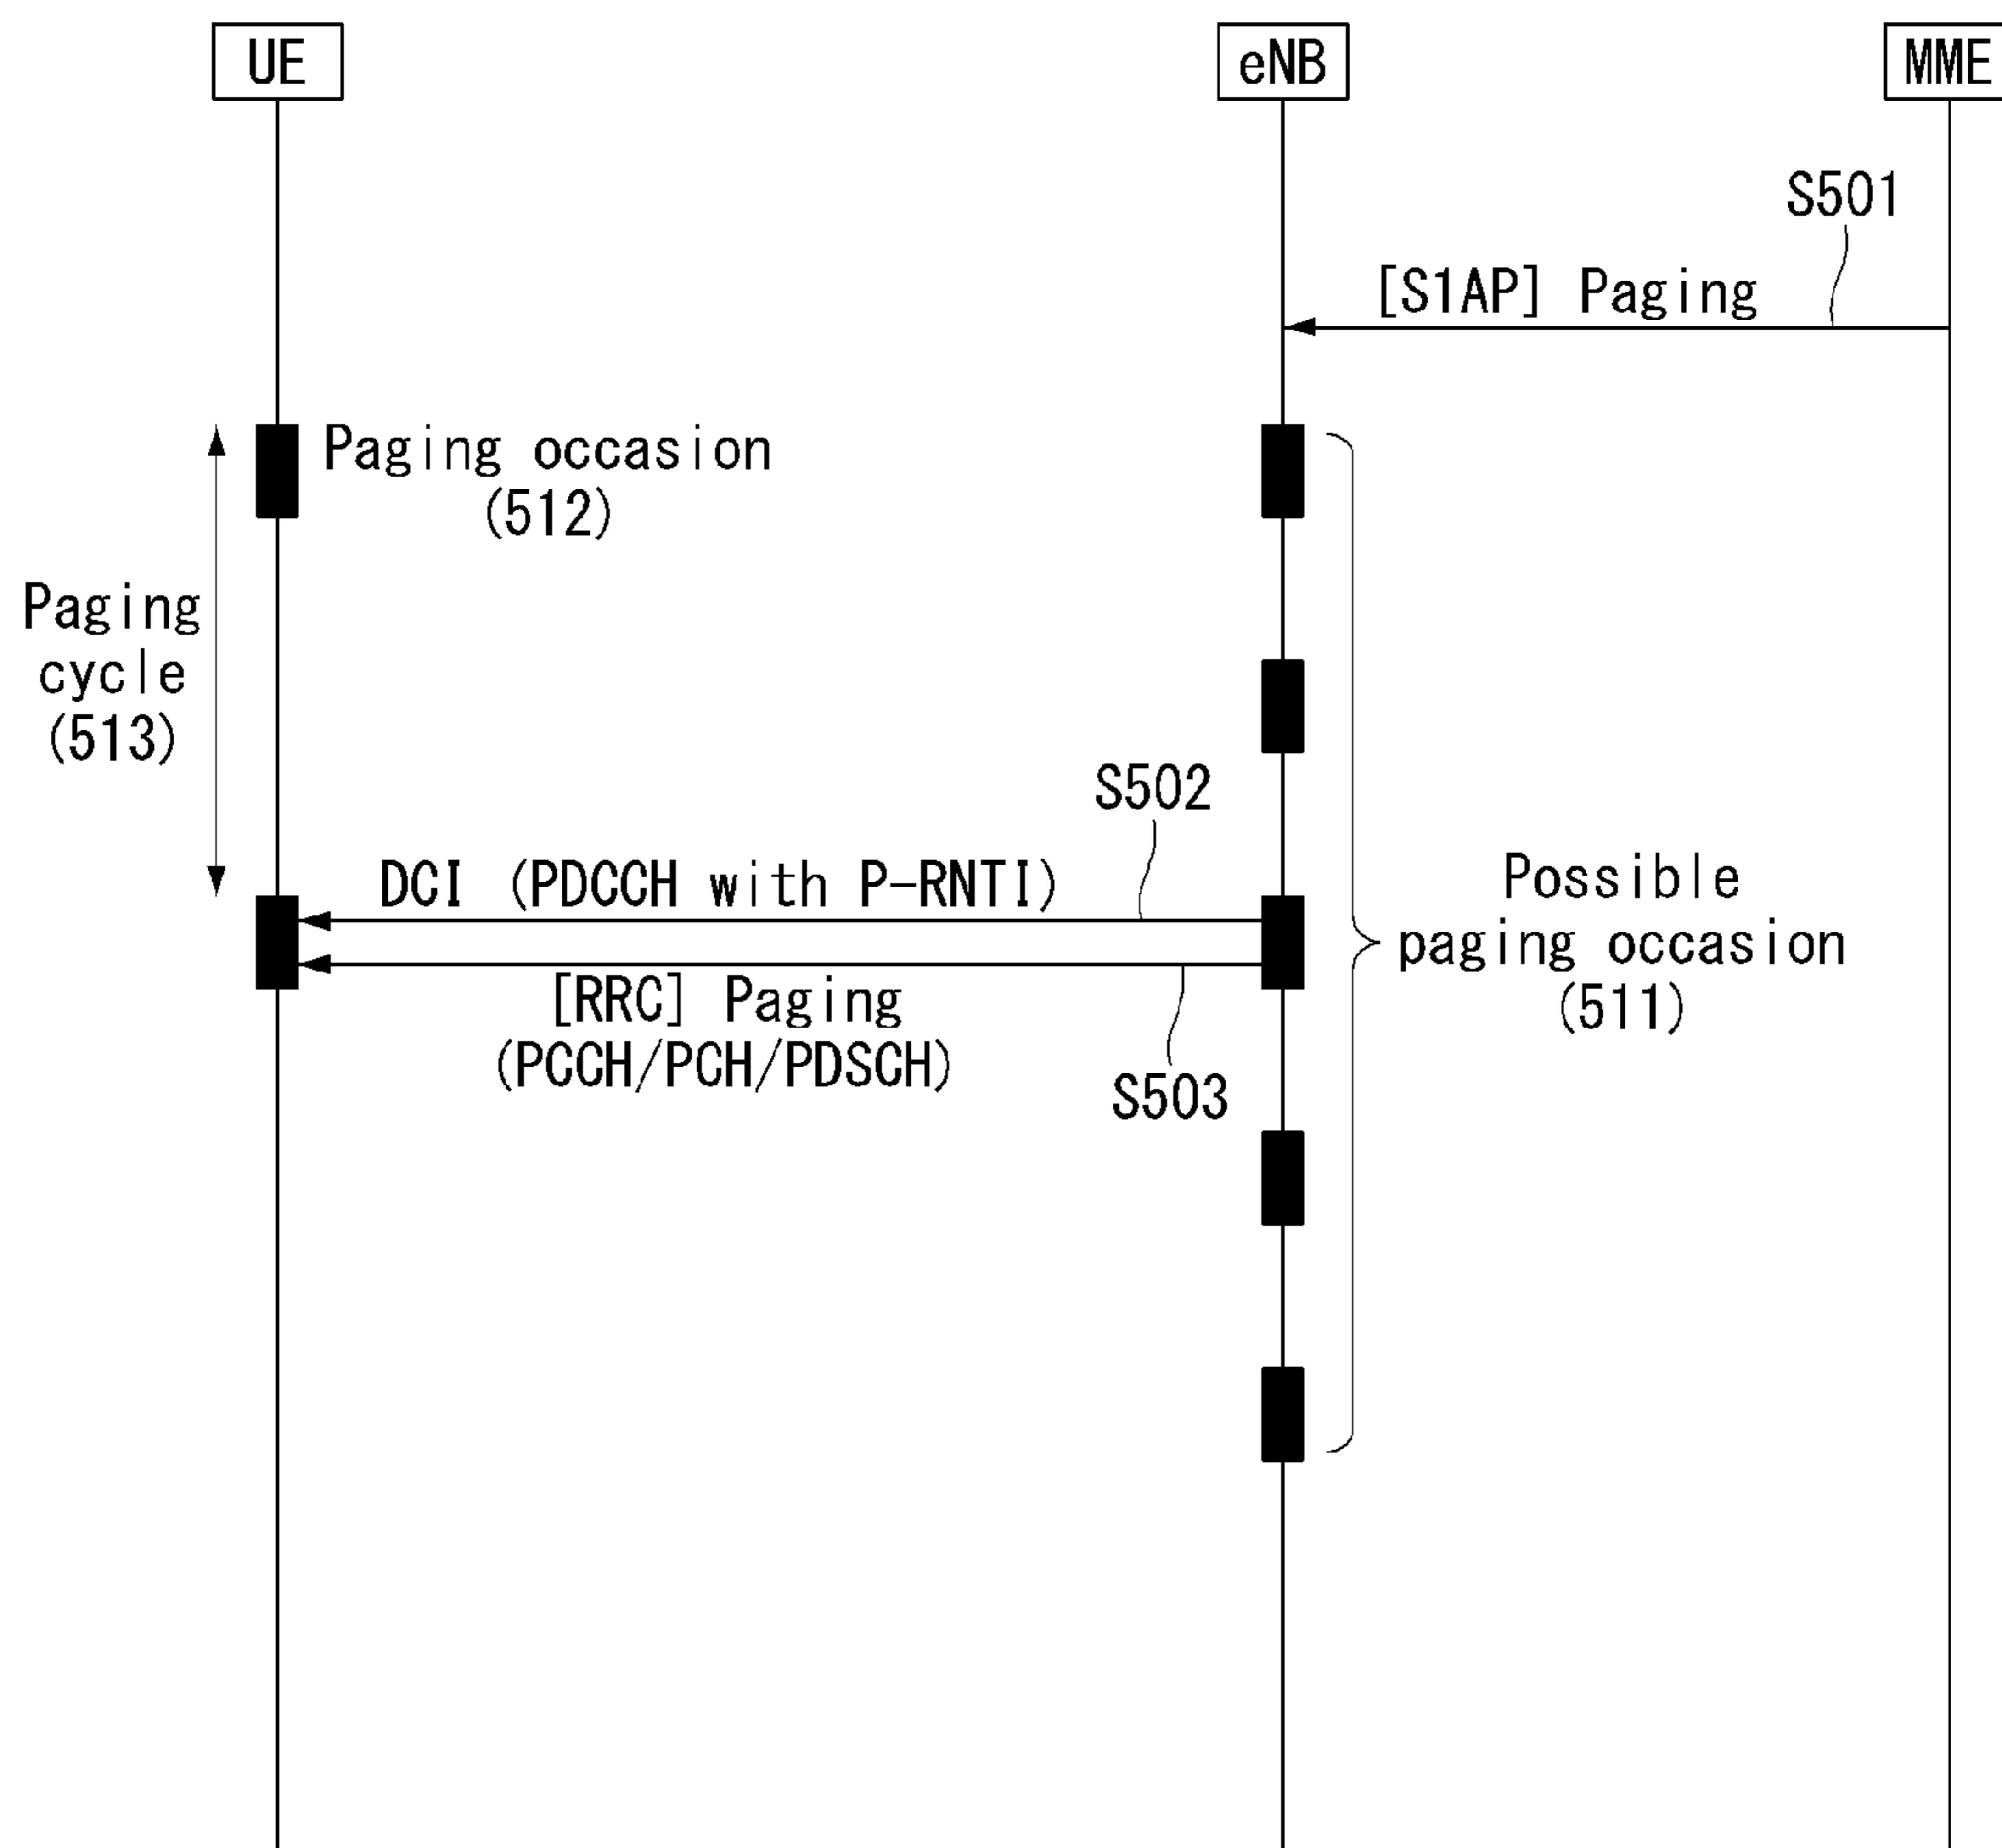 UE
eNB
MME
S501
[S1AP] Paging
Paging occasion
(512)
Paging
cycle
(513)
S502
DCI (PDCCH with P-RNTI)
[RRC] Paging
(PCCH/PCH/PDSCH)
S503
Possible
paging occasion
(511)